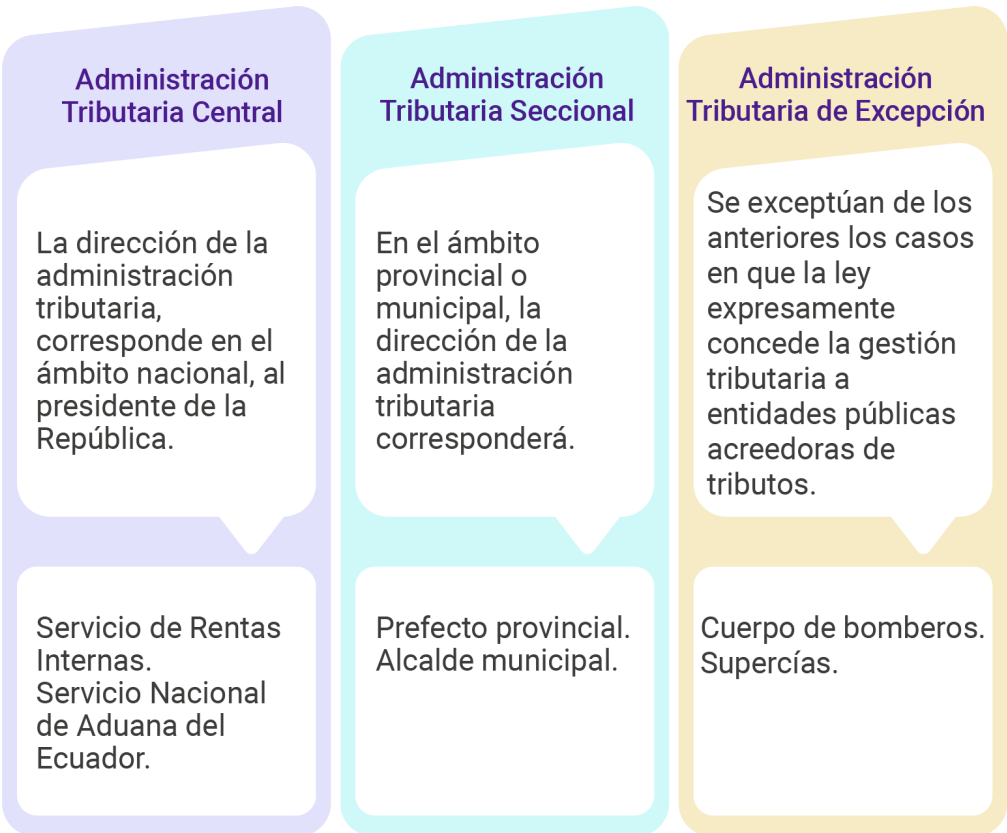 Administración
Tributaria Central
La dirección de la
administración
tributaria,
corresponde en el
ámbito nacional, al
presidente de la
República.
Servicio de Rentas
Internas.
Servicio Nacional
de Aduana del
Ecuador.
Administración
Tributaria Seccional
En el ámbito
provincial o
municipal, la
dirección de la
administración
tributaria
corresponderá.
Prefecto provincial.
Alcalde municipal.
Administración
Tributaria de Excepción
Se exceptúan de los
anteriores los casos
en que la ley
expresamente
concede la gestión
tributaria a
entidades públicas
acreedoras de
tributos.
Cuerpo de bomberos.
Supercías.